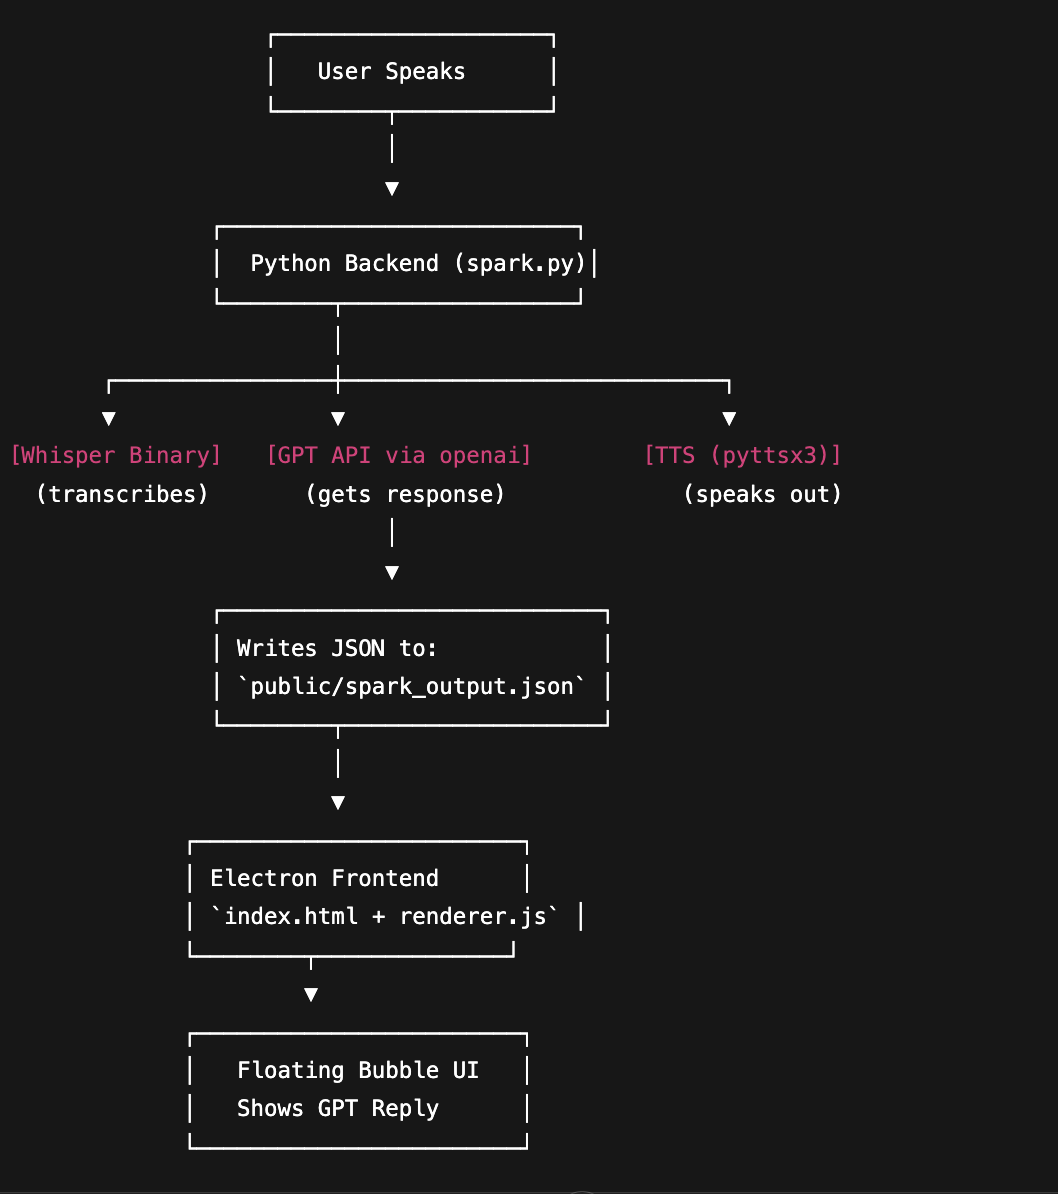 User Speaks
Python Backend (spark.py)
[Whisper Binary] [GPT API via openai] [TTS (pyttsx3)]
(transcribes) (gets response) (speaks out)
Writes JSON to:
`public/spark_output.json`
Electron Frontend
`index.html + renderer.js`
Floating Bubble UI
Shows GPT Reply